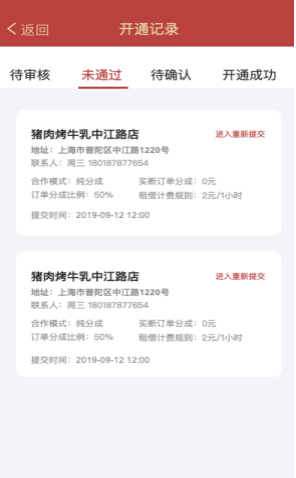 返回
开通记录
待审核 未通过 待确认 开通成功
猪肉烤牛乳中江路店 进入重新提交
地址：上海市普陀区中江路1220号
联系人：周三 180187877654
合作模式：纯分成 买断订单分成：0元
订单分成比例：50% 租借计费规则：2元/1小时
提交时间：2019-09-12 12:00
猪肉烤牛乳中江路店 进入重新提交
地址：上海市普陀区中江路1220号
联系人：周三 180187877654
合作模式：纯分成 买断订单分成：0元
订单分成比例：50% 租借计费规则：2元/1小时
提交时间：2019-09-12 12:00